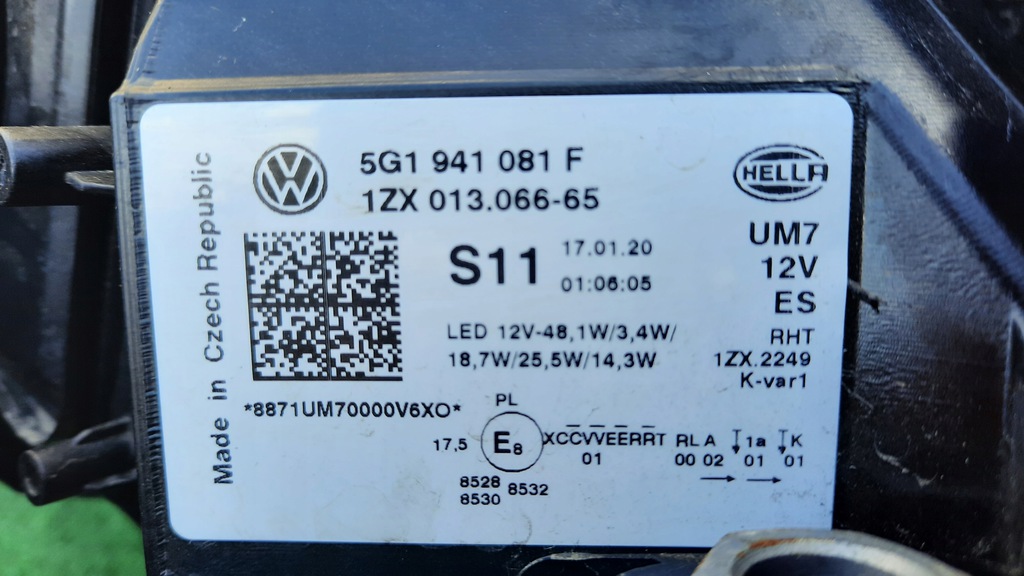 Made in Czech Republic
5G1 941 081 F
1ZX 013.066-65
HELLA
S11
17.01.20
01:06:05
UM7
12V
ES
LED 12V-48,1W/3,4W/
18,7W/25,5W/14,3W
RHT
1ZX.2249
K-var1
*8871UM70000V6XO*
PL
17,5 E8 XCCVVEERRT RL A 1a K
01 00 02 01 01
8528 8532
8530